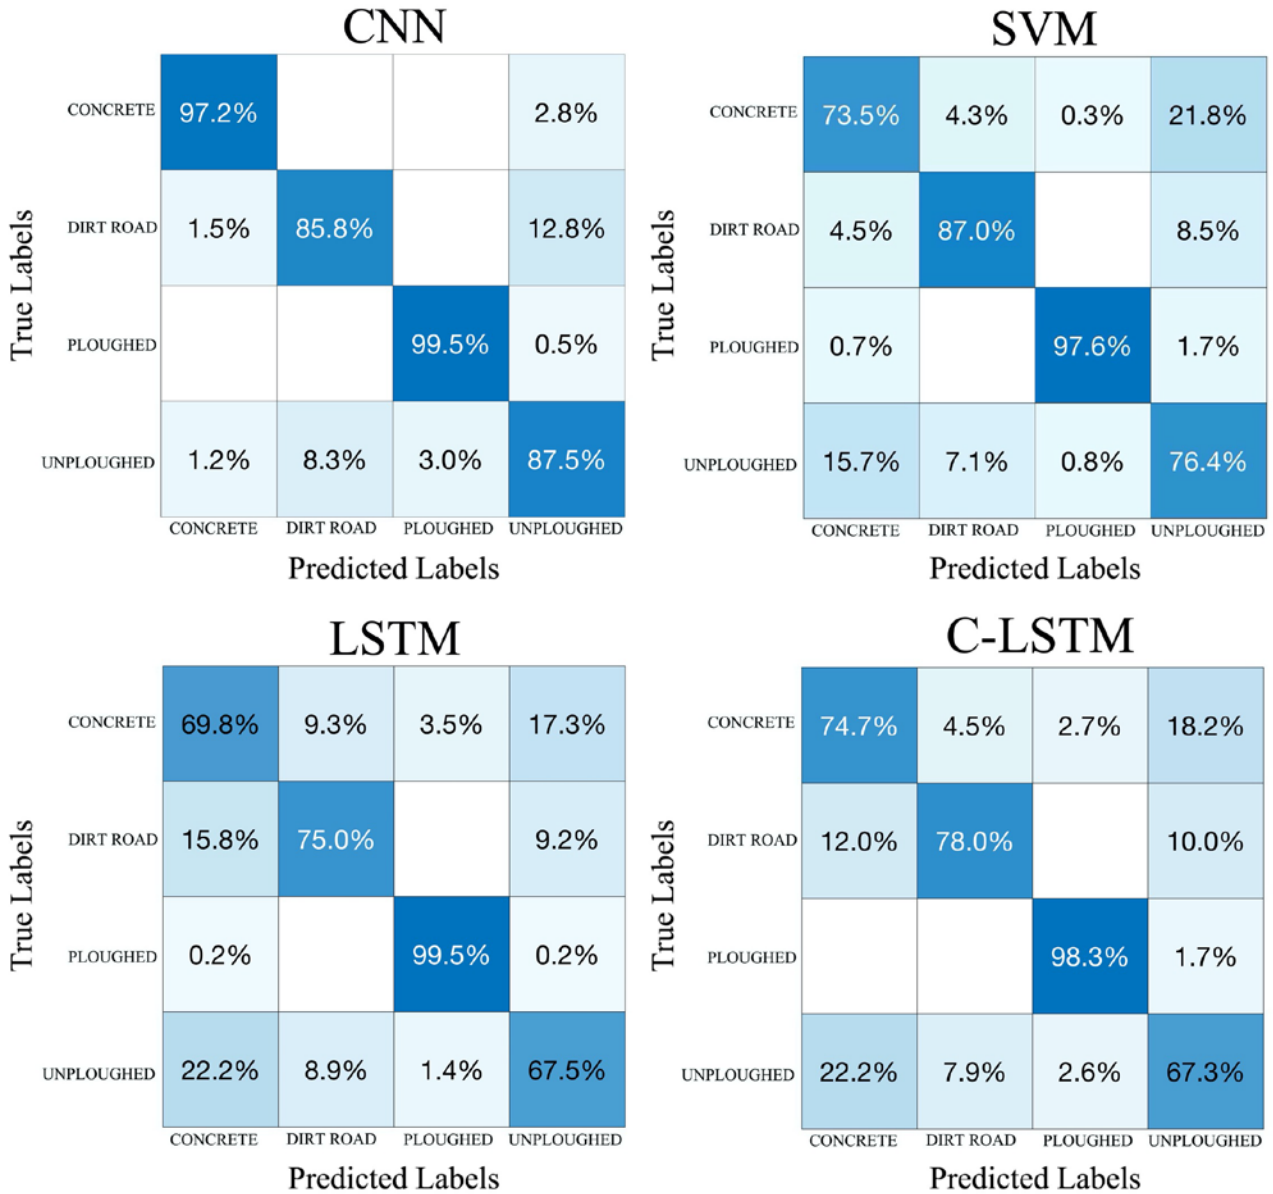 CNN
CONCRETE 97.2% 2.8%
DIRT ROAD 1.5% 85.8% 12.8%
PLOUGHED 99.5% 0.5%
UNPLOUGHED 1.2% 8.3% 3.0% 87.5%
CONCRETE DIRT ROAD PLOUGHED UNPLOUGHED
Predicted Labels
True Labels
SVM
CONCRETE 73.5% 4.3% 0.3% 21.8%
DIRT ROAD 4.5% 87.0% 8.5%
PLOUGHED 0.7% 97.6% 1.7%
UNPLOUGHED 15.7% 7.1% 0.8% 76.4%
CONCRETE DIRT ROAD PLOUGHED UNPLOUGHED
Predicted Labels
True Labels
LSTM
CONCRETE 69.8% 9.3% 3.5% 17.3%
DIRT ROAD 15.8% 75.0% 9.2%
PLOUGHED 0.2% 99.5% 0.2%
UNPLOUGHED 22.2% 8.9% 1.4% 67.5%
CONCRETE DIRT ROAD PLOUGHED UNPLOUGHED
Predicted Labels
True Labels
C-LSTM
CONCRETE 74.7% 4.5% 2.7% 18.2%
DIRT ROAD 12.0% 78.0% 10.0%
PLOUGHED 98.3% 1.7%
UNPLOUGHED 22.2% 7.9% 2.6% 67.3%
CONCRETE DIRT ROAD PLOUGHED UNPLOUGHED
Predicted Labels
True Labels